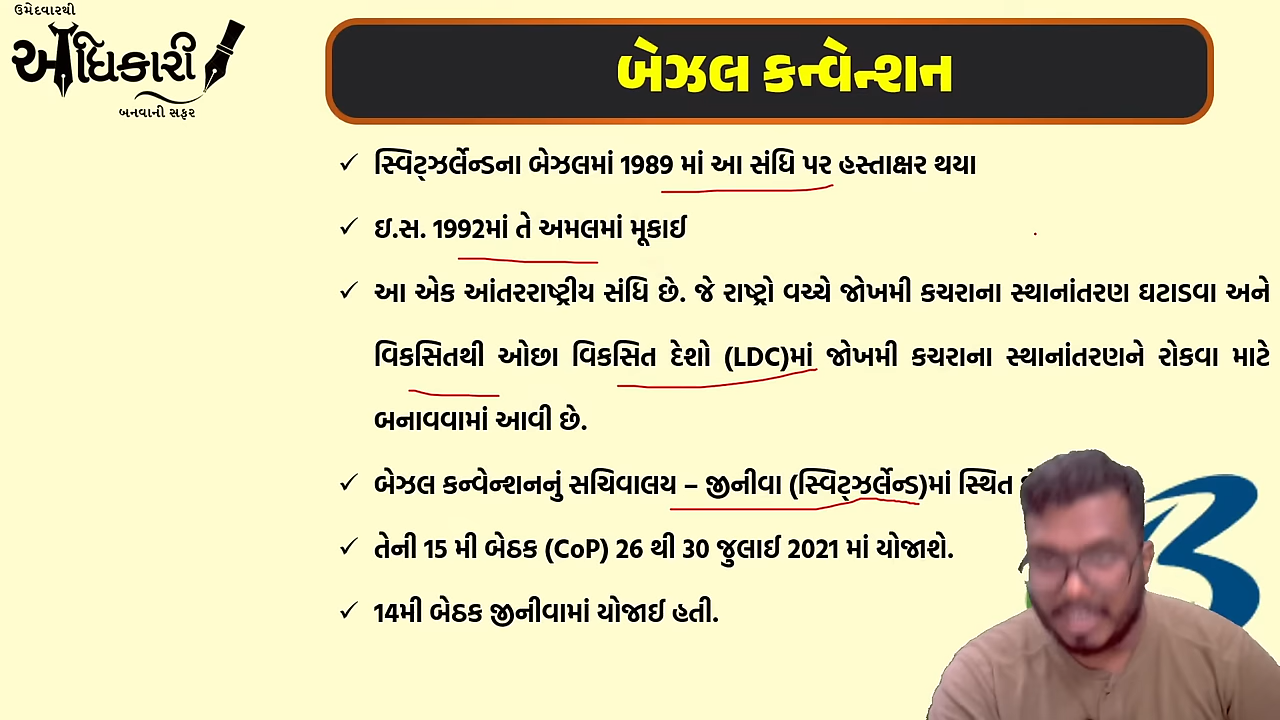 ઉમેદવારથી
અધિકારી
બનવાની સફર
બેઝલ કન્વેન્શન
✓ સ્વિટ્ઝર્લેન્ડના બેઝલમાં 1989 માં આ સંધિ પર હસ્તાક્ષર થયા
✓ ઇ.સ. 1992માં તે અમલમાં મૂકાઈ
✓ આ એક આંતરરાષ્ટ્રીય સંધિ છે. જે રાષ્ટ્રો વચ્ચે જોખમી કચરાના સ્થાનાંતરણ ઘટાડવા અને
વિકસિતથી ઓછા વિકસિત દેશો (LDC)માં જોખમી કચરાના સ્થાનાંતરણને રોકવા માટે
બનાવવામાં આવી છે.
✓ બેઝલ કન્વેન્શનનું સચિવાલય – જીનીવા (સ્વિટ્ઝર્લેન્ડ)માં સ્થિત
✓ તેની 15 મી બેઠક (CoP) 26 થી 30 જુલાઈ 2021 માં યોજાશે.
✓ 14મી બેઠક જીનીવામાં યોજાઈ હતી.